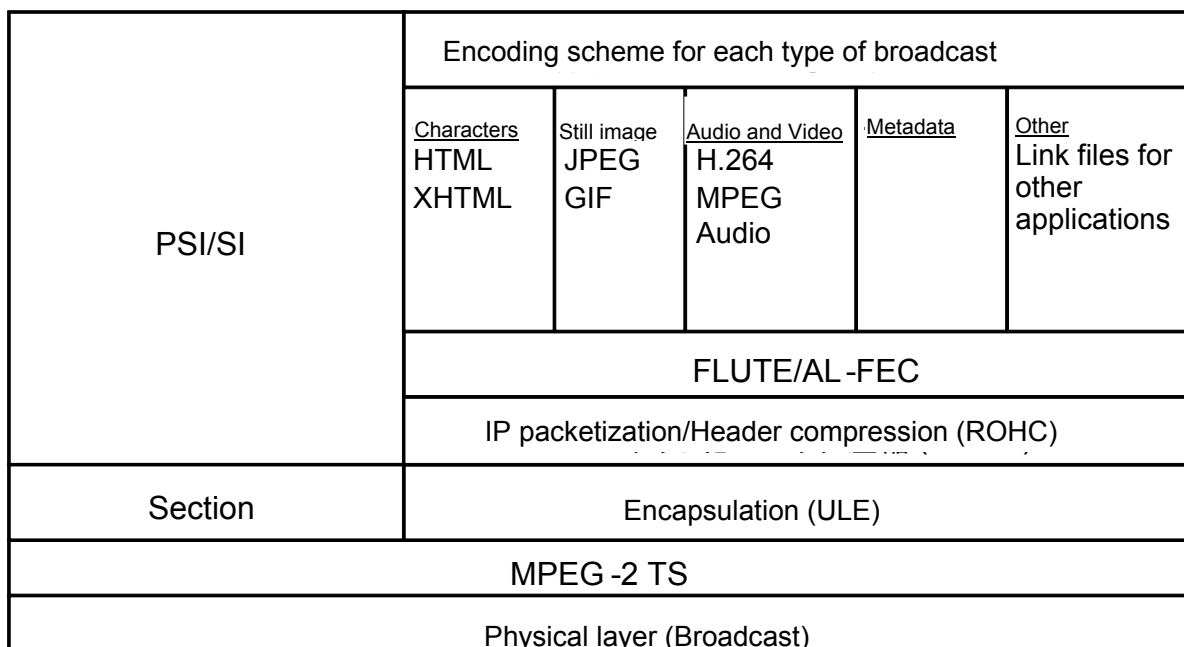 Encoding scheme for each type of broadcast
PSI/SI
Characters
HTML
XHTML
Still image
JPEG
GIF
Audio and Video
H.264
MPEG
Audio
Metadata
Other
Link files for
other
applications
FLUTE/AL-FEC
IP packetization/Header compression (ROHC)
Section
Encapsulation (ULE)
MPEG-2 TS
Physical layer (Broadcast)